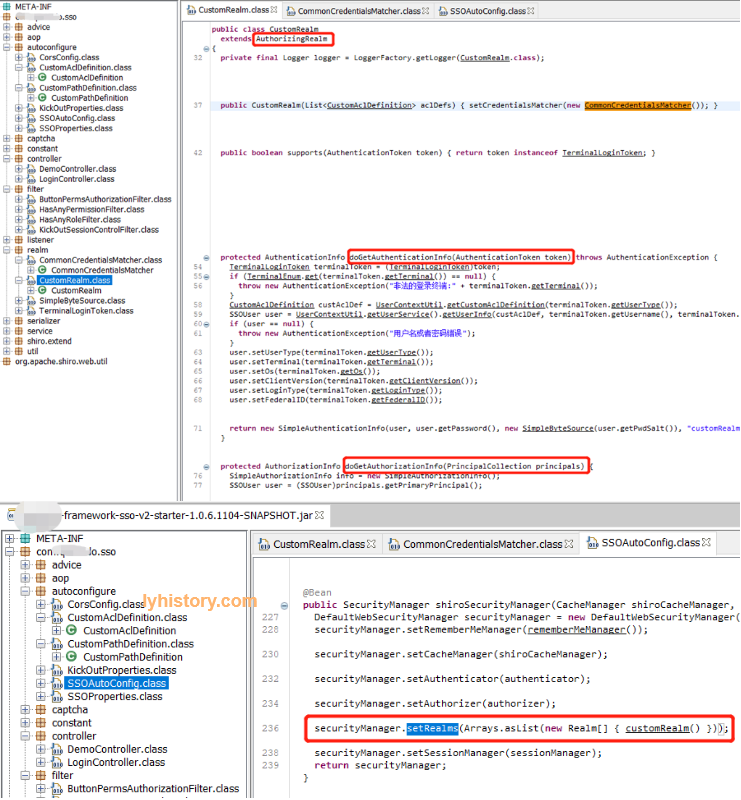 META-INF
.sso
advice
aop
autoconfigure
CorsConfig.class
CustomAclDefinition.class
CustomAclDefinition
CustomPathDefinition.class
CustomPathDefinition
KickOutProperties.class
SSOAutoConfig.class
SSOProperties.class
captcha
constant
controller
DemoController.class
LoginController.class
filter
ButtonPermsAuthorizationFilter.class
HasAnyPermissionFilter.class
HasAnyRoleFilter.class
KickOutSessionControlFilter.class
listener
realm
CommonCredentialsMatcher.class
CommonCredentialsMatcher
CustomRealm.class
CustomRealm
SimpleByteSource.class
TerminalLoginToken.class
serializer
service
shiro.extend
util
org.apache.shiro.web.util
CustomRealm.class CommonCredentialsMatcher.class SSOAutoConfig.class
public class CustomRealm
extends AuthorizingRealm
{
32 private final Logger logger = LoggerFactory.getLogger(CustomRealm.class);
37 public CustomRealm(List<CustomAclDefinition> aclDefs) { setCredentialsMatcher(new CommonCredentialsMatcher()); }
42 public boolean supports(AuthenticationToken token) { return token instanceof TerminalLoginToken; }
protected AuthenticationInfo doGetAuthenticationInfo(AuthenticationToken token) throws AuthenticationException {
54 TerminalLoginToken terminalToken = (TerminalLoginToken)token;
55 if (TerminalEnum.get(terminalToken.getTerminal()) == null) {
56 throw new AuthenticationException("非法的登录终端:" + terminalToken.getTerminal());
}
58 CustomAclDefinition custAclDef = UserContextUtil.getCustomAclDefinition(terminalToken.getUserType());
59 SSOUser user = UserContextUtil.getUserService().getUserInfo(custAclDef, terminalToken.getUsername(), terminalToken.
60 if (user == null) {
61 throw new AuthenticationException("用户名或者密码错误");
}
63 user.setUserType(terminalToken.getUserType());
64 user.setTerminal(terminalToken.getTerminal());
65 user.setOs(terminalToken.getOs());
66 user.setClientVersion(terminalToken.getClientVersion());
67 user.setLoginType(terminalToken.getLoginType());
68 user.setFederalID(terminalToken.getFederalID());
71 return new SimpleAuthenticationInfo(user, user.getPassword(), new SimpleByteSource(user.getPwdSalt()), "customRealm
}
protected AuthorizationInfo doGetAuthorizationInfo(PrincipalCollection principals) {
76 SimpleAuthorizationInfo info = new SimpleAuthorizationInfo();
77 SSOUser user = (SSOUser)principals.getPrimaryPrincipal();
-framework-sso-v2-starter-1.0.6.1104-SNAPSHOT.jar
META-INF
lo.sso
advice
aop
autoconfigure
CorsConfig.class
CustomAclDefinition.class
CustomAclDefinition
CustomPathDefinition.class
CustomPathDefinition
KickOutProperties.class
SSOAutoConfig.class
SSOProperties.class
captcha
constant
controller
DemoController.class
LoginController.class
filter
ButtonPermsAuthorizationFilter.class
lyhistory.com
CustomRealm.class CommonCredentialsMatcher.class SSOAutoConfig.class
@Bean
public SecurityManager shiroSecurityManager(CacheManager shiroCacheManager,
227 DefaultWebSecurityManager securityManager = new DefaultWebSecurityManager(
228 securityManager.setRememberMeManager(rememberMeManager());
230 securityManager.setCacheManager(shiroCacheManager);
232 securityManager.setAuthenticator(authenticator);
234 securityManager.setAuthorizer(authorizer);
236 securityManager.setRealms(Arrays.asList(new Realm[] { customRealm() }));
238 securityManager.setSessionManager(sessionManager);
239 return securityManager;
}